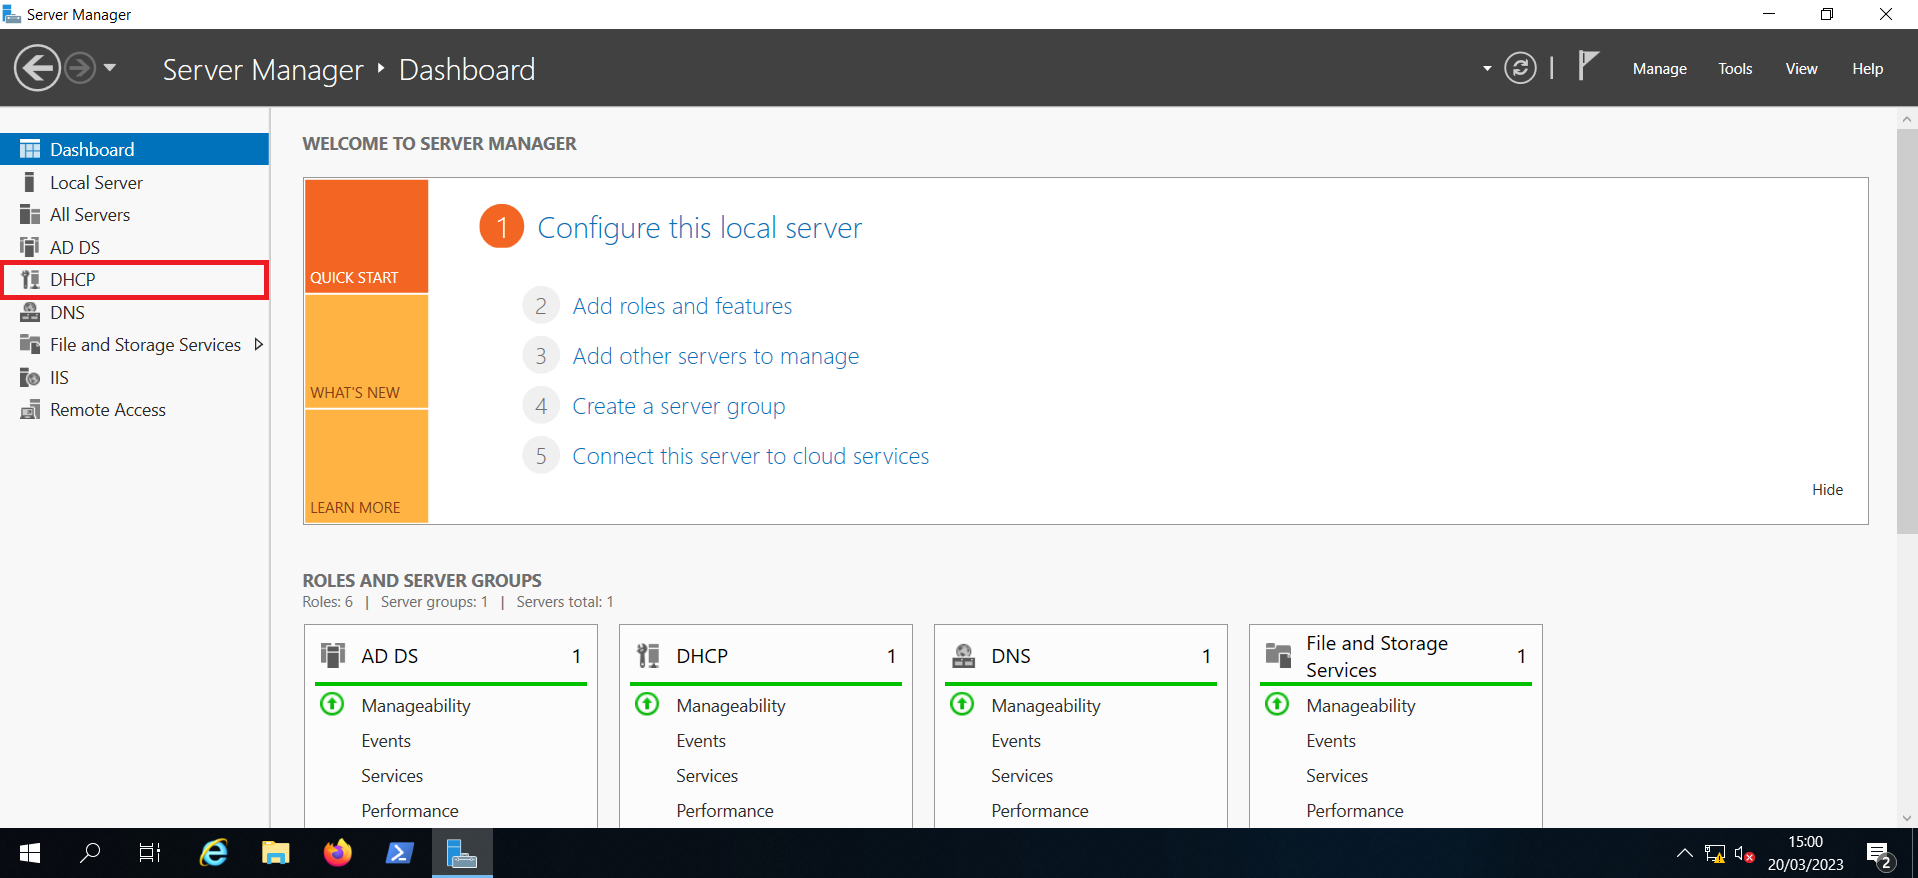 Server Manager
Server Manager ‣ Dashboard
Manage Tools View Help
Dashboard
Local Server
All Servers
AD DS
DHCP
DNS
File and Storage Services
IIS
Remote Access
WELCOME TO SERVER MANAGER
QUICK START
WHAT'S NEW
LEARN MORE
1 Configure this local server
2 Add roles and features
3 Add other servers to manage
4 Create a server group
5 Connect this server to cloud services
Hide
ROLES AND SERVER GROUPS
Roles: 6 | Server groups: 1 | Servers total: 1
AD DS 1
Manageability
Events
Services
Performance
DHCP 1
Manageability
Events
Services
Performance
DNS 1
Manageability
Events
Services
Performance
File and Storage
Services 1
Manageability
Events
Services
Performance
15:00
20/03/2023
2